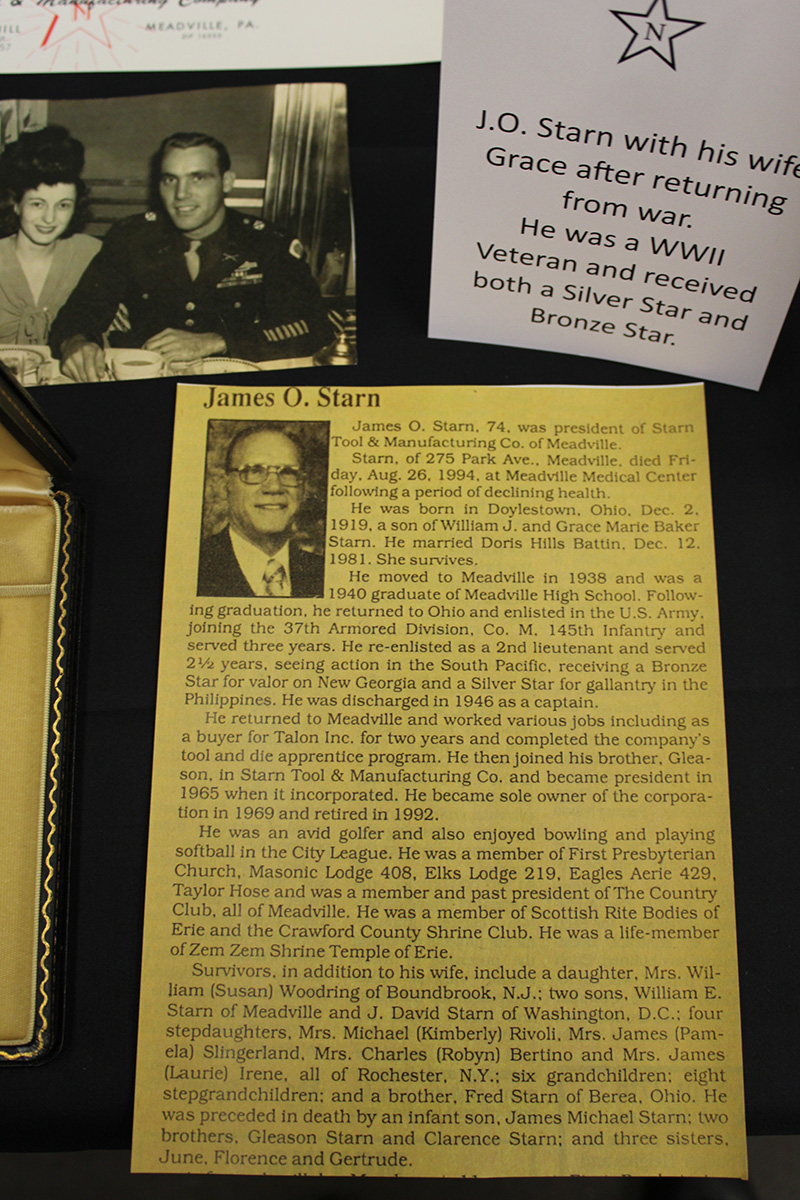 & Manufacturing Company
N
HILL
MEADVILLE, PA.
N
J.O. Starn with his wife
Grace after returning
from war.
He was a WWII
Veteran and received
both a Silver Star and
Bronze Star.
James O. Starn
James O. Starn, 74, was president of Starn
Tool & Manufacturing Co. of Meadville.
Starn, of 275 Park Ave., Meadville, died Fri-
day, Aug. 26, 1994, at Meadville Medical Center
following a period of declining health.
He was born in Doylestown, Ohio, Dec. 2,
1919, a son of William J. and Grace Marie Baker
Starn. He married Doris Hills Battin, Dec. 12,
1981. She survives.
He moved to Meadville in 1938 and was a
1940 graduate of Meadville High School. Follow-
ing graduation, he returned to Ohio and enlisted in the U.S. Army,
joining the 37th Armored Division, Co. M, 145th Infantry and
served three years. He re-enlisted as a 2nd lieutenant and served
2½ years, seeing action in the South Pacific, receiving a Bronze
Star for valor on New Georgia and a Silver Star for gallantry in the
Philippines. He was discharged in 1946 as a captain.
He returned to Meadville and worked various jobs including as
a buyer for Talon Inc. for two years and completed the company's
tool and die apprentice program. He then joined his brother, Glea-
son, in Starn Tool & Manufacturing Co. and became president in
1965 when it incorporated. He became sole owner of the corpora-
tion in 1969 and retired in 1992.
He was an avid golfer and also enjoyed bowling and playing
softball in the City League. He was a member of First Presbyterian
Church, Masonic Lodge 408, Elks Lodge 219, Eagles Aerie 429,
Taylor Hose and was a member and past president of The Country
Club, all of Meadville. He was a member of Scottish Rite Bodies of
Erie and the Crawford County Shrine Club. He was a life-member
of Zem Zem Shrine Temple of Erie.
Survivors, in addition to his wife, include a daughter, Mrs. Wil-
liam (Susan) Woodring of Boundbrook, N.J.; two sons, William E.
Starn of Meadville and J. David Starn of Washington, D.C.; four
stepdaughters, Mrs. Michael (Kimberly) Rivoli, Mrs. James (Pam-
ela) Slingerland, Mrs. Charles (Robyn) Bertino and Mrs. James
(Laurie) Irene, all of Rochester, N.Y.; six grandchildren; eight
stepgrandchildren; and a brother, Fred Starn of Berea, Ohio. He
was preceded in death by an infant son, James Michael Starn; two
brothers, Gleason Starn and Clarence Starn; and three sisters,
June, Florence and Gertrude.